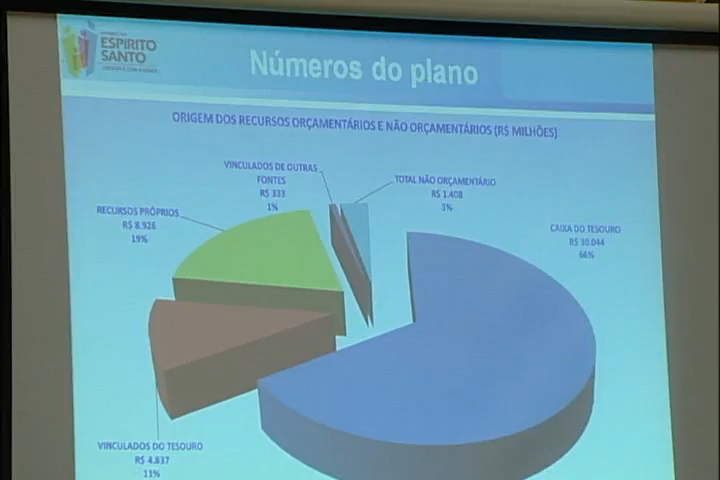 ESPÍRITO
SANTO
Números do plano
ORIGEM DOS RECURSOS ORÇAMENTÁRIOS E NÃO ORÇAMENTÁRIOS (R$ MILHÕES)
VINCULADOS DE OUTRAS
FONTES
R$ 333
1%
TOTAL NÃO ORÇAMENTÁRIO
R$ 1.408
3%
RECURSOS PRÓPRIOS
R$ 8.926
19%
CAIXA DO TESOURO
R$ 30.044
66%
VINCULADOS DO TESOURO
R$ 4.837
11%